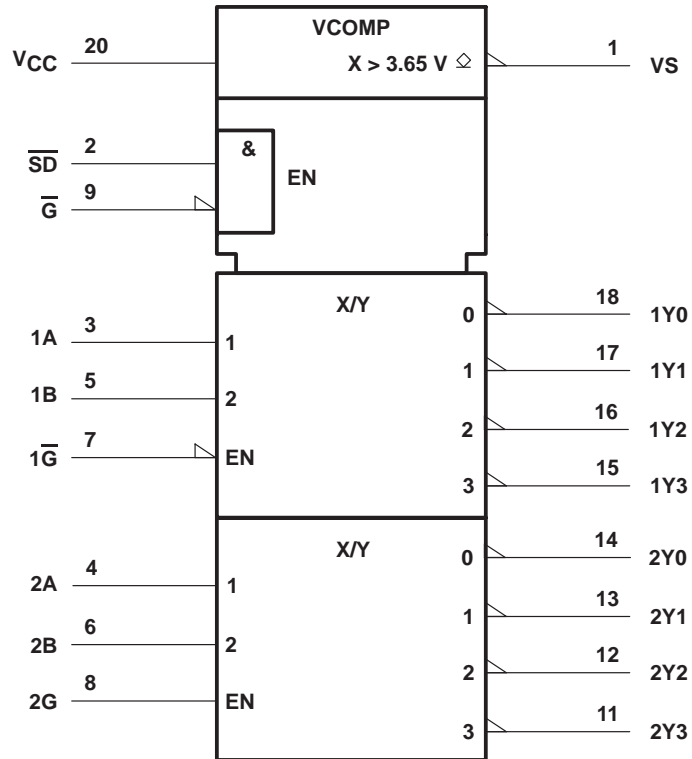 VCOMP
VCC 20 X > 3.65 V 1 VS
SD 2 &
EN
G 9
X/Y
0 18 1Y0
1A 3 1
1 17 1Y1
1B 5 2
2 16 1Y2
1G 7 EN
3 15 1Y3
X/Y
0 14 2Y0
2A 4 1
1 13 2Y1
2B 6 2
2 12 2Y2
2G 8 EN
3 11 2Y3